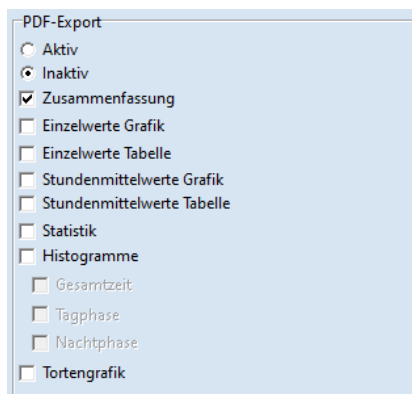 PDF-Export
Aktiv
Inaktiv
Zusammenfassung
Einzelwerte Grafik
Einzelwerte Tabelle
Stundenmittelwerte Grafik
Stundenmittelwerte Tabelle
Statistik
Histogramme
Gesamtzeit
Tagphase
Nachtphase
Tortengrafik